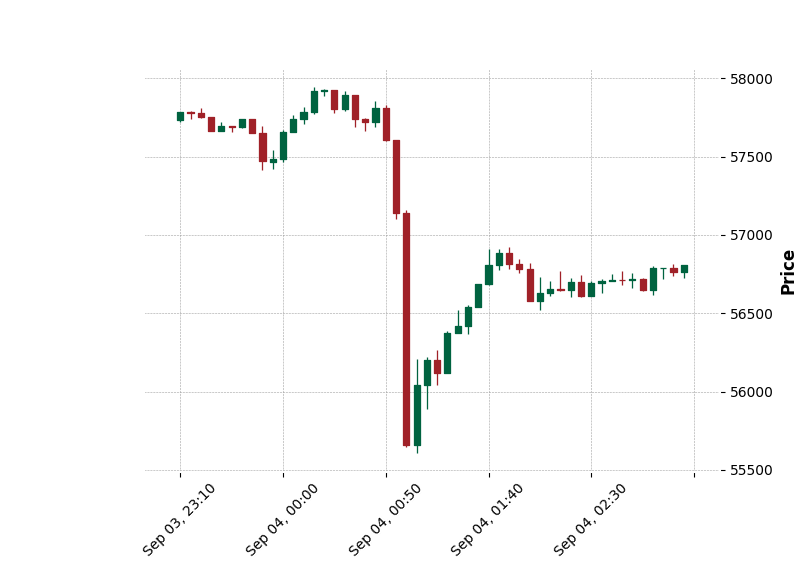 58000
57500
57000
56500
56000
55500
Price
Sep 03, 23:10
Sep 04, 00:00
Sep 04, 00:50
Sep 04, 01:40
Sep 04, 02:30